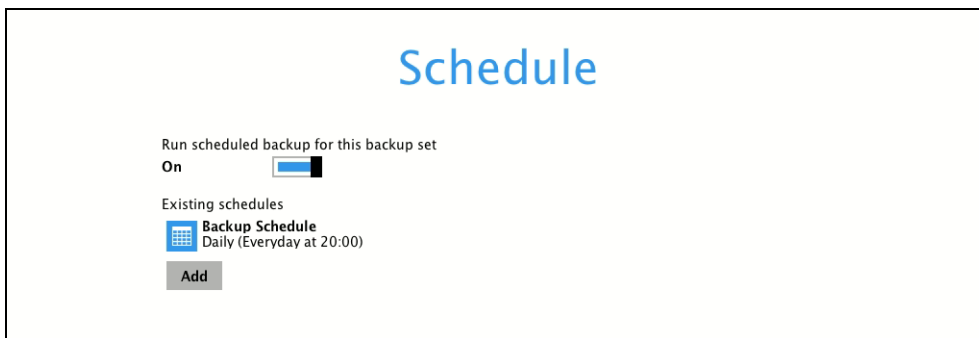 Schedule
Run scheduled backup for this backup set
On
Existing schedules
Backup Schedule
Daily (Everyday at 20:00)
Add